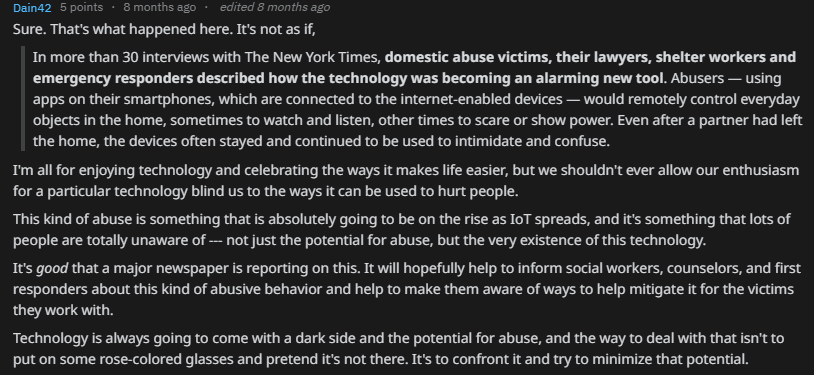 Dain42 5 points · 8 months ago · edited 8 months ago
Sure. That's what happened here. It's not as if,
In more than 30 interviews with The New York Times, domestic abuse victims, their lawyers, shelter workers and
emergency responders described how the technology was becoming an alarming new tool. Abusers — using
apps on their smartphones, which are connected to the internet-enabled devices — would remotely control everyday
objects in the home, sometimes to watch and listen, other times to scare or show power. Even after a partner had left
the home, the devices often stayed and continued to be used to intimidate and confuse.
I'm all for enjoying technology and celebrating the ways it makes life easier, but we shouldn't ever allow our enthusiasm
for a particular technology blind us to the ways it can be used to hurt people.
This kind of abuse is something that is absolutely going to be on the rise as IoT spreads, and it's something that lots of
people are totally unaware of --- not just the potential for abuse, but the very existence of this technology.
It's good that a major newspaper is reporting on this. It will hopefully help to inform social workers, counselors, and first
responders about this kind of abusive behavior and help to make them aware of ways to help mitigate it for the victims
they work with.
Technology is always going to come with a dark side and the potential for abuse, and the way to deal with that isn't to
put on some rose-colored glasses and pretend it's not there. It's to confront it and try to minimize that potential.